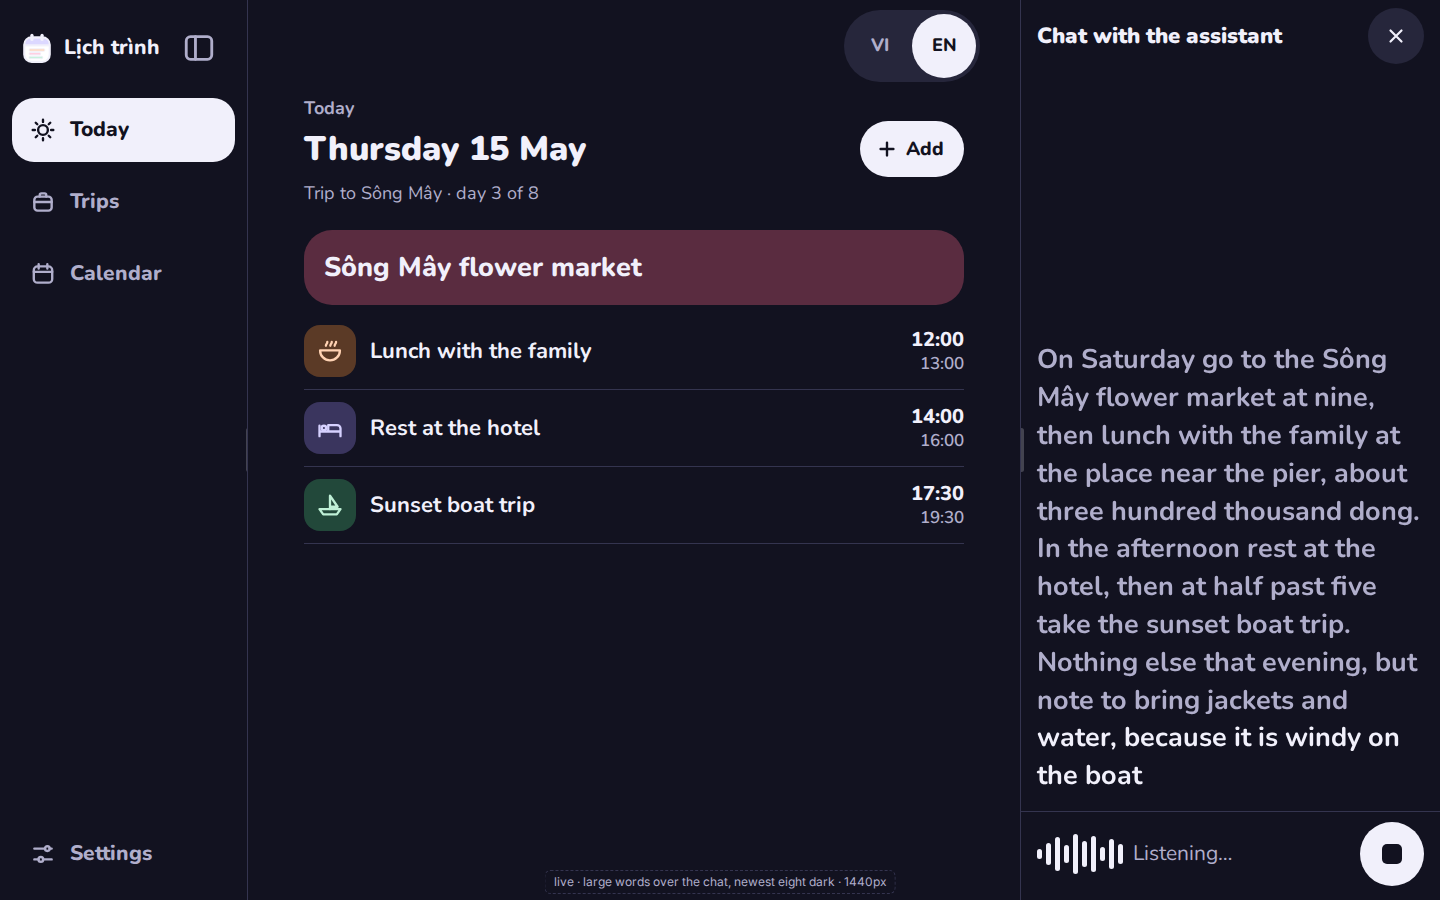 Lịch trình
Today
Trips
Calendar
Settings
VI
EN
Today
Thursday 15 May
Trip to Sông Mây · day 3 of 8
Add
Sông Mây flower market
Lunch with the family
12:00
13:00
Rest at the hotel
14:00
16:00
Sunset boat trip
17:30
19:30
live · large words over the chat, newest eight dark · 1440px
Chat with the assistant
On Saturday go to the Sông
Mây flower market at nine,
then lunch with the family at
the place near the pier, about
three hundred thousand dong.
In the afternoon rest at the
hotel, then at half past five
take the sunset boat trip.
Nothing else that evening, but
note to bring jackets and
water, because it is windy on
the boat
Listening...